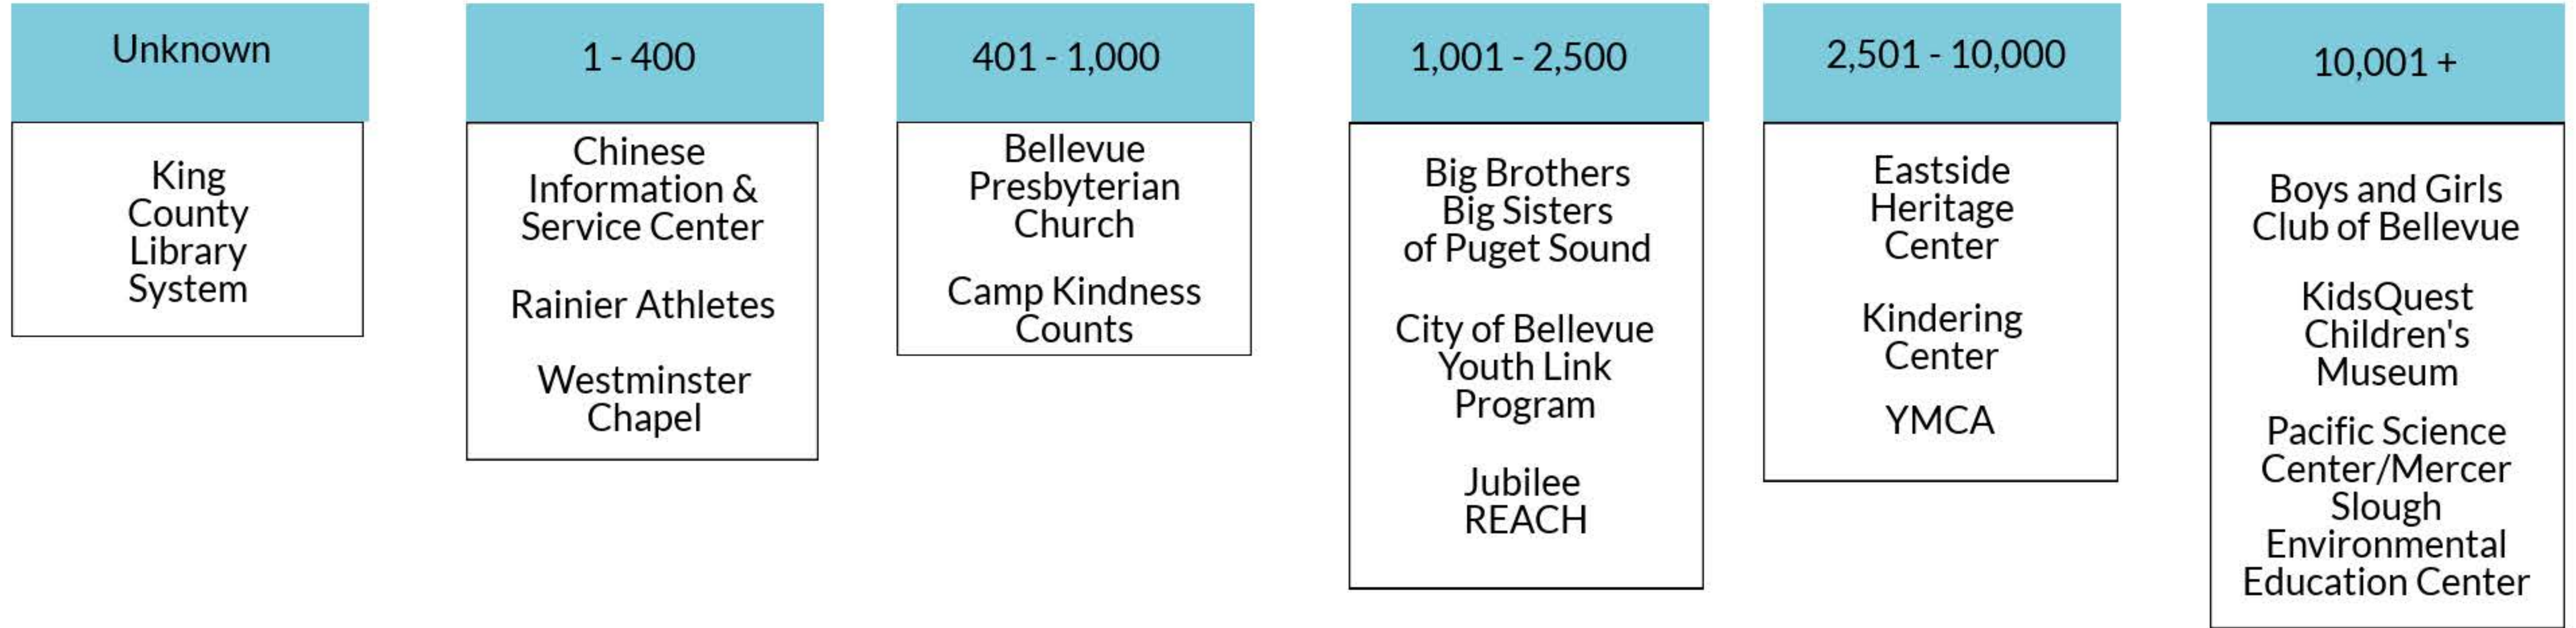 Unknown
King
County
Library
System
1 - 400
Chinese
Information &
Service Center
Rainier Athletes
Westminster
Chapel
401 - 1,000
Bellevue
Presbyterian
Church
Camp Kindness
Counts
1,001 - 2,500
Big Brothers
Big Sisters
of Puget Sound
City of Bellevue
Youth Link
Program
Jubilee
REACH
2,501 - 10,000
Eastside
Heritage
Center
Kindering
Center
YMCA
10,001 +
Boys and Girls
Club of Bellevue
KidsQuest
Children's
Museum
Pacific Science
Center/Mercer
Slough
Environmental
Education Center